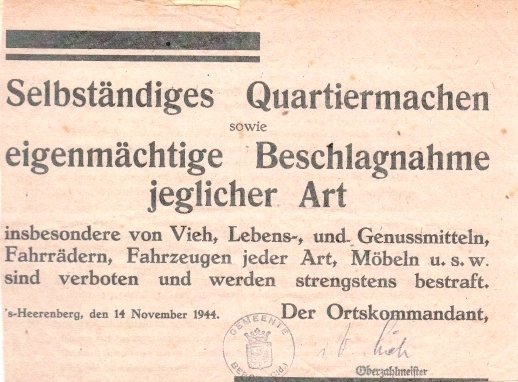 Selbständiges Quartiermachen
sowie
eigenmächtige Beschlagnahme
jeglicher Art
insbesondere von Vieh, Lebens-, und Genussmitteln,
Fahrrädern, Fahrzeugen jeder Art, Möbeln u. s. w.
sind verboten und werden strengstens bestraft.
's-Heerenberg, den 14 November 1944. Der Ortskommandant,
GEMEENTE
Oberzahlmeister